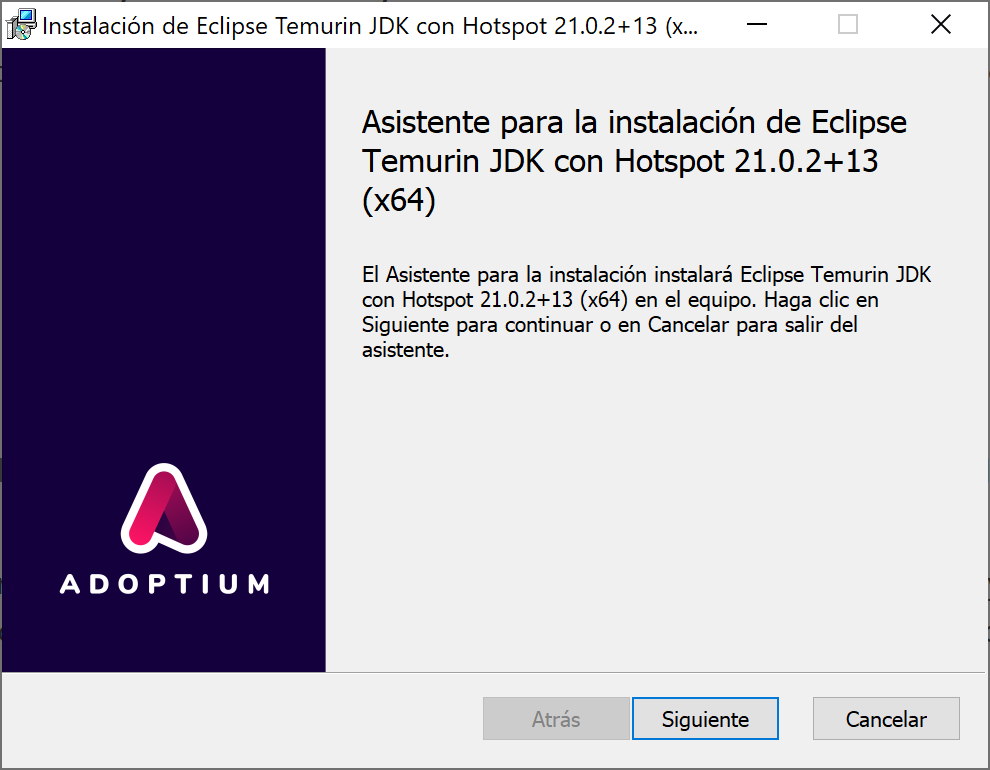 Instalación de Eclipse Temurin JDK con Hotspot 21.0.2+13 (x...
Asistente para la instalación de Eclipse
Temurin JDK con Hotspot 21.0.2+13
(x64)
El Asistente para la instalación instalará Eclipse Temurin JDK
con Hotspot 21.0.2+13 (x64) en el equipo. Haga clic en
Siguiente para continuar o en Cancelar para salir del
asistente.
ADOPTIUM
Atrás Siguiente Cancelar